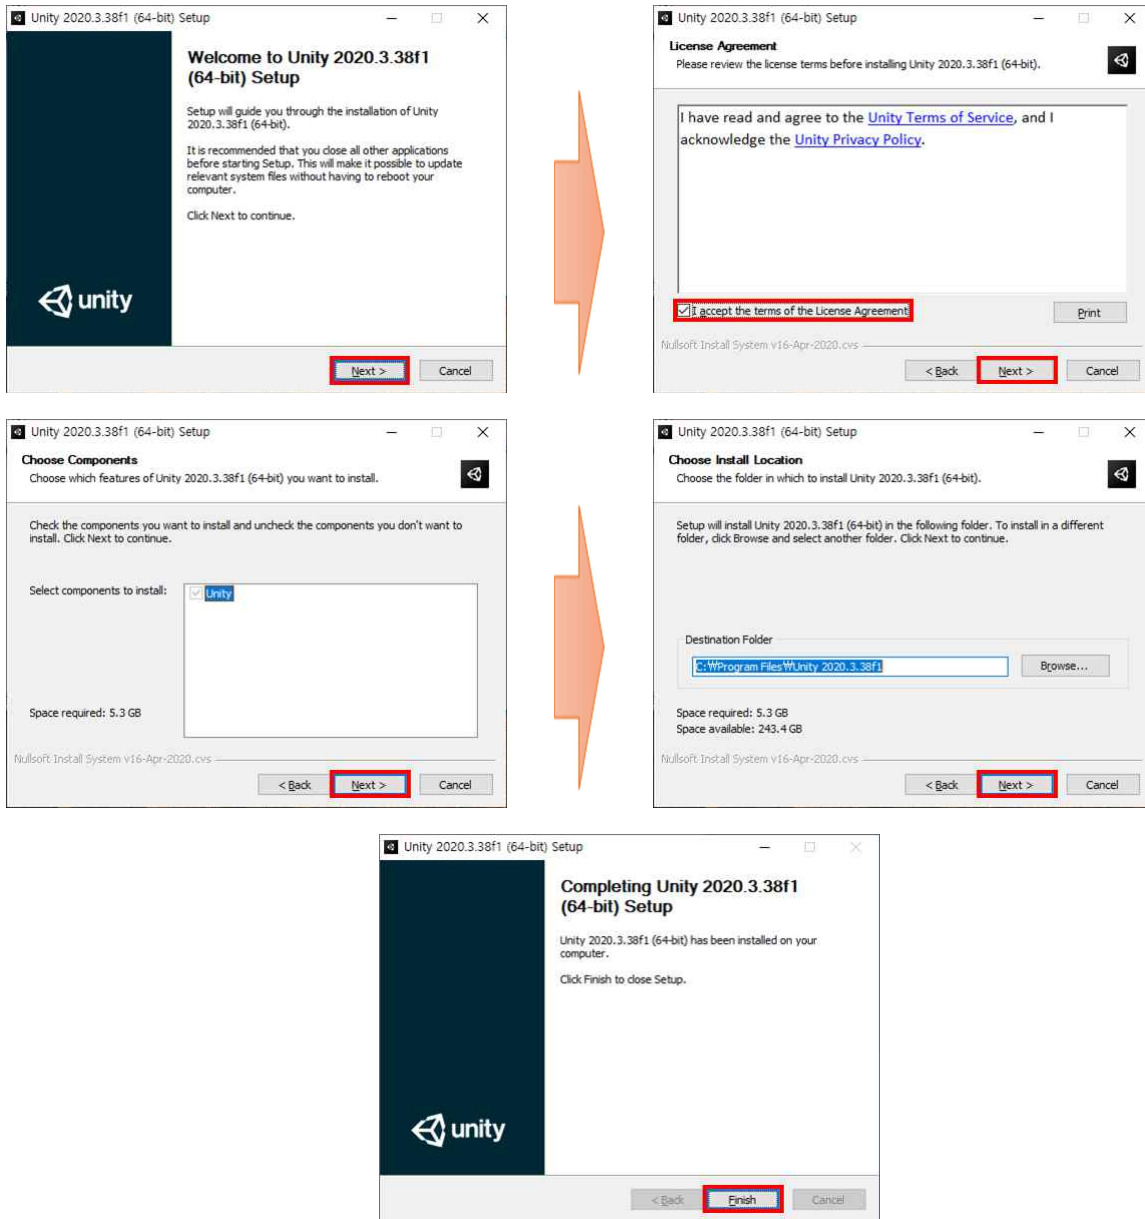 Unity 2020.3.38f1 (64-bit) Setup
Welcome to Unity 2020.3.38f1
(64-bit) Setup
Setup will guide you through the installation of Unity
2020.3.38f1 (64-bit).
It is recommended that you close all other applications
before starting Setup. This will make it possible to update
relevant system files without having to reboot your
computer.
Click Next to continue.
unity
Next >
Cancel
Unity 2020.3.38f1 (64-bit) Setup
License Agreement
Please review the license terms before installing Unity 2020.3.38f1 (64-bit).
I have read and agree to the Unity Terms of Service, and I
acknowledge the Unity Privacy Policy.
I accept the terms of the License Agreement
Print
Nullsoft Install System v16-Apr-2020.cvs
< Back
Next >
Cancel
Unity 2020.3.38f1 (64-bit) Setup
Choose Components
Choose which features of Unity 2020.3.38f1 (64-bit) you want to install.
Check the components you want to install and uncheck the components you don't want to
install. Click Next to continue.
Select components to install:
Unity
Space required: 5.3 GB
Nullsoft Install System v16-Apr-2020.cvs
< Back
Next >
Cancel
Unity 2020.3.38f1 (64-bit) Setup
Choose Install Location
Choose the folder in which to install Unity 2020.3.38f1 (64-bit).
Setup will install Unity 2020.3.38f1 (64-bit) in the following folder. To install in a different
folder, click Browse and select another folder. Click Next to continue.
Destination Folder
C:₩Program Files₩Unity 2020.3.38f1
Browse...
Space required: 5.3 GB
Space available: 243.4 GB
Nullsoft Install System v16-Apr-2020.cvs
< Back
Next >
Cancel
Unity 2020.3.38f1 (64-bit) Setup
Completing Unity 2020.3.38f1
(64-bit) Setup
Unity 2020.3.38f1 (64-bit) has been installed on your
computer.
Click Finish to close Setup.
unity
< Back
Finish
Cancel